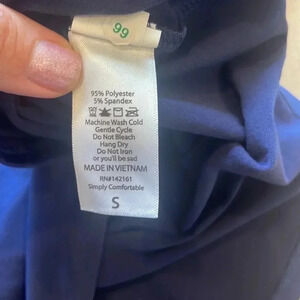 99
95% Polyester
5% Spandex
Machine Wash Cold
Gentle Cycle
Do Not Bleach
Hang Dry
Do Not Iron
or you'll be sad
MADE IN VIETNAM
RN#142161
Simply Comfortable
S